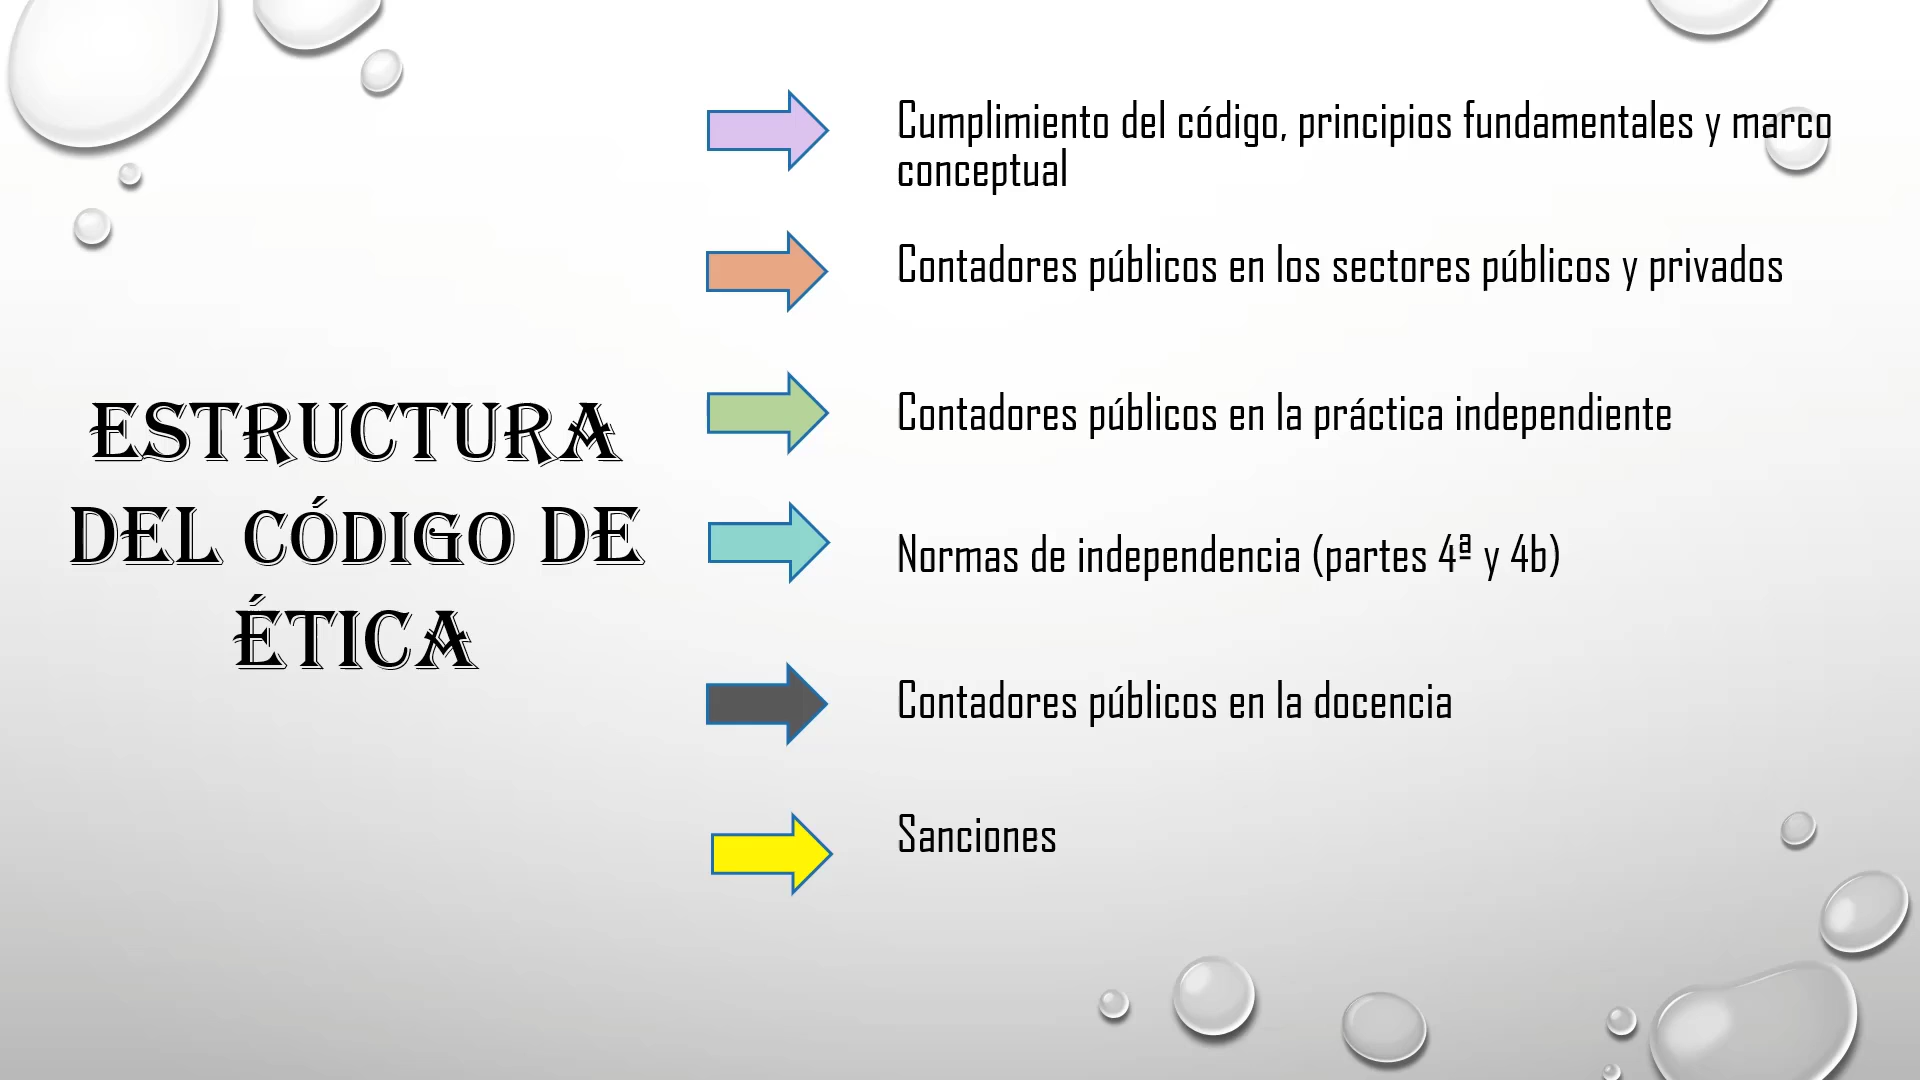 ESTRUCTURA
DEL CÓDIGO DE
ÉTICA
Cumplimiento del código, principios fundamentales y marco
conceptual
Contadores públicos en los sectores públicos y privados
Contadores públicos en la práctica independiente
Normas de independencia (partes 4ª y 4b)
Contadores públicos en la docencia
Sanciones